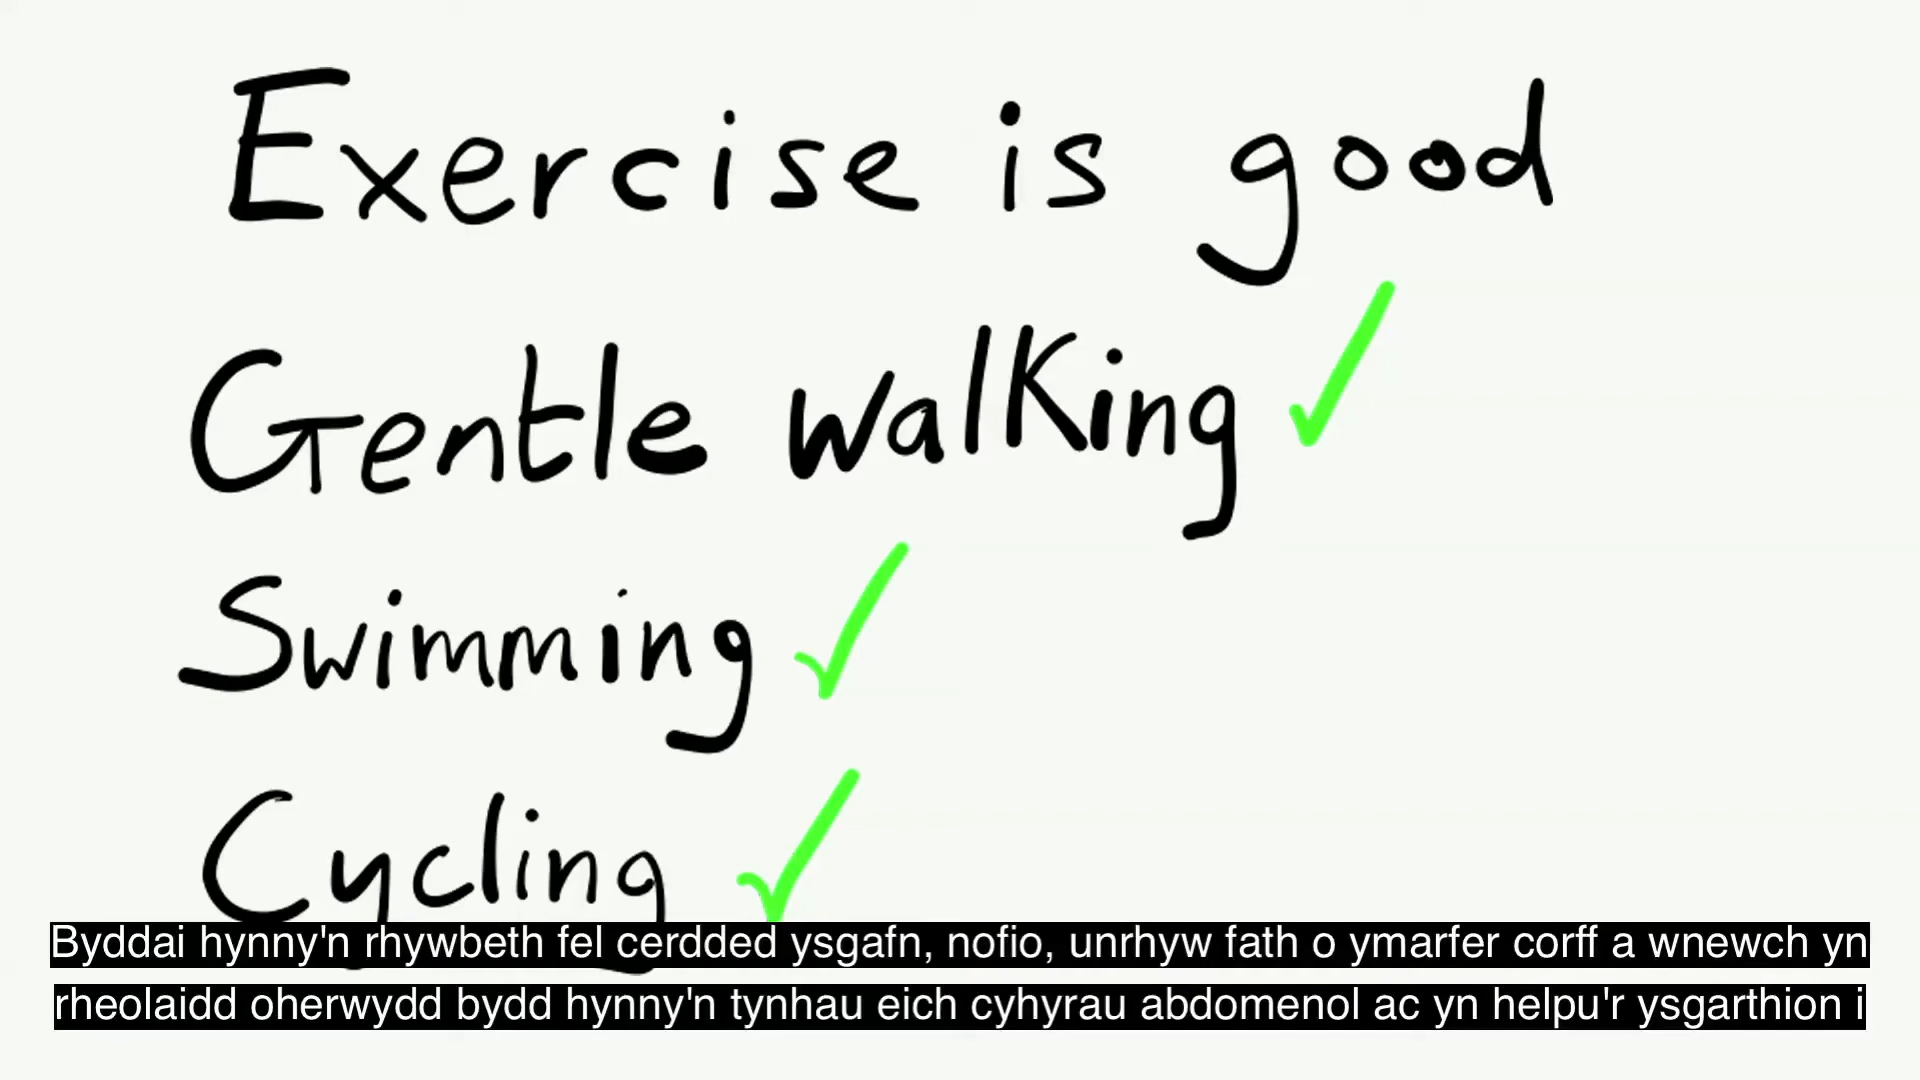 Exercise is good
Gentle walking
Swimming
Cycling
Byddai hynny'n rhywbeth fel cerdded ysgafn, nofio, unrhyw fath o ymarfer corff a wnewch yn
rheolaidd oherwydd bydd hynny'n tynhau eich cyhyrau abdomenol ac yn helpu'r ysgarthion i